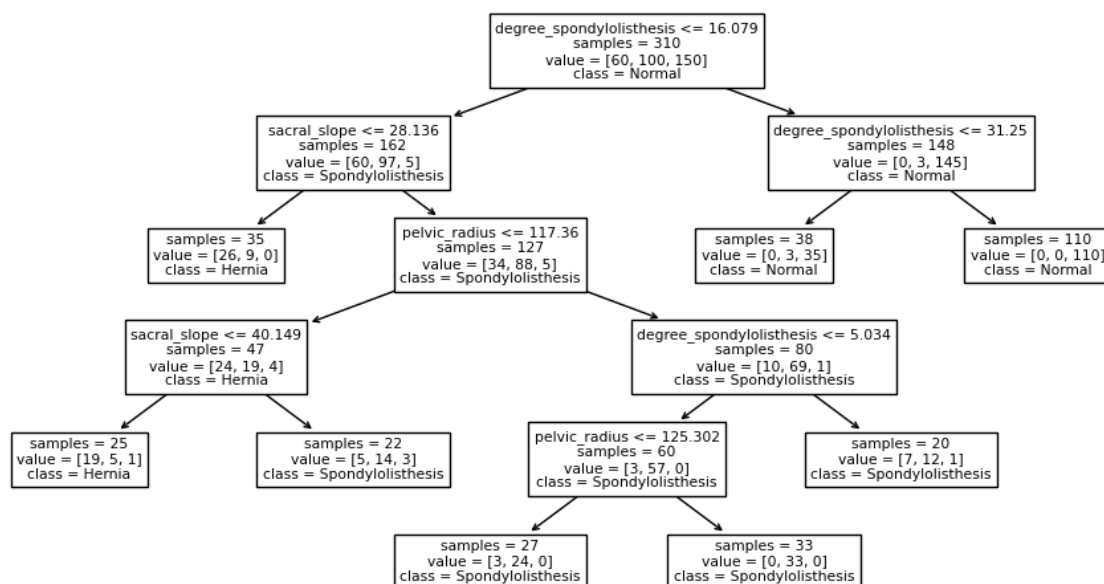 degree_spondylolisthesis <= 16.079
samples = 310
value = [60, 100, 150]
class = Normal
sacral_slope <= 28.136
samples = 162
value = [60, 97, 5]
class = Spondylolisthesis
degree_spondylolisthesis <= 31.25
samples = 148
value = [0, 3, 145]
class = Normal
samples = 35
value = [26, 9, 0]
class = Hernia
pelvic_radius <= 117.36
samples = 127
value = [34, 88, 5]
class = Spondylolisthesis
samples = 38
value = [0, 3, 35]
class = Normal
samples = 110
value = [0, 0, 110]
class = Normal
sacral_slope <= 40.149
samples = 47
value = [24, 19, 4]
class = Hernia
degree_spondylolisthesis <= 5.034
samples = 80
value = [10, 69, 1]
class = Spondylolisthesis
samples = 25
value = [19, 5, 1]
class = Hernia
samples = 22
value = [5, 14, 3]
class = Spondylolisthesis
pelvic_radius <= 125.302
samples = 60
value = [3, 57, 0]
class = Spondylolisthesis
samples = 20
value = [7, 12, 1]
class = Spondylolisthesis
samples = 27
value = [3, 24, 0]
class = Spondylolisthesis
samples = 33
value = [0, 33, 0]
class = Spondylolisthesis